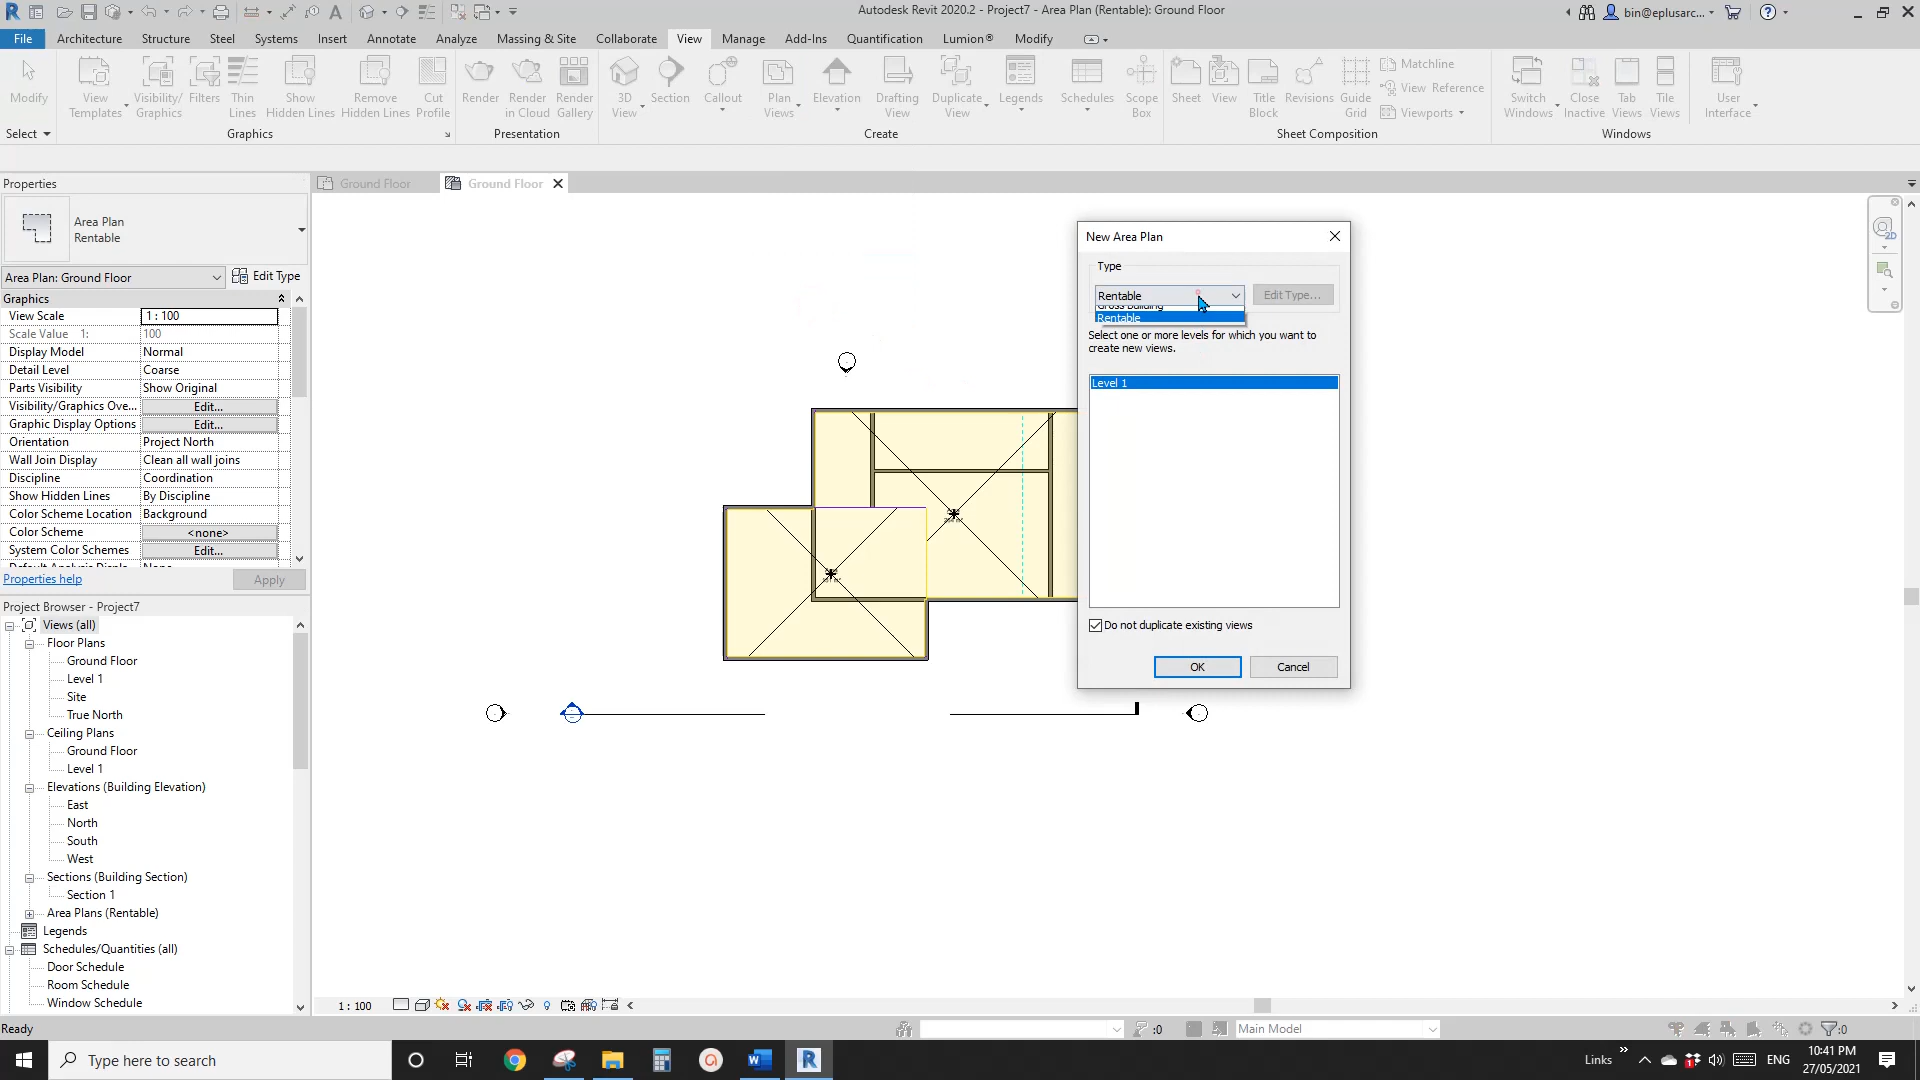 Autodesk Revit 2020.2 - Project7 - Area Plan (Rentable): Ground Floor
bin@eplusarc...
File Architecture Structure Steel Systems Insert Annotate Analyze Massing & Site Collaborate View Manage Add-Ins Quantification Lumion® Modify
Modify
View Templates
Visibility/ Graphics
Filters
Thin Lines
Show Hidden Lines
Remove Hidden Lines
Cut Profile
Render
Render in Cloud
Render Gallery
3D View
Section
Callout
Plan Views
Elevation
Drafting View
Duplicate View
Legends
Schedules
Scope Box
Sheet
View
Title Block
Revisions
Guide Grid
Matchline
View Reference
Viewports
Switch Windows
Close Inactive
Tab Views
Tile Views
User Interface
Select Graphics Presentation Create Sheet Composition Windows
Properties
Ground Floor
Ground Floor
Area Plan
Rentable
Area Plan: Ground Floor
Edit Type
Graphics
View Scale 1 : 100
Scale Value 1: 100
Display Model Normal
Detail Level Coarse
Parts Visibility Show Original
Visibility/Graphics Ove... Edit...
Graphic Display Options Edit...
Orientation Project North
Wall Join Display Clean all wall joins
Discipline Coordination
Show Hidden Lines By Discipline
Color Scheme Location Background
Color Scheme <none>
System Color Schemes Edit...
Properties help
Apply
Project Browser - Project7
Views (all)
Floor Plans
Ground Floor
Level 1
Site
True North
Ceiling Plans
Ground Floor
Level 1
Elevations (Building Elevation)
East
North
South
West
Sections (Building Section)
Section 1
Area Plans (Rentable)
Legends
Schedules/Quantities (all)
Door Schedule
Room Schedule
Window Schedule
New Area Plan
Type
Rentable
Edit Type...
Gross Building
Rentable
Select one or more levels for which you want to
create new views.
Level 1
Do not duplicate existing views
OK
Cancel
1 : 100
Ready
:0
Main Model
:0
Type here to search
Links
ENG
10:41 PM
27/05/2021